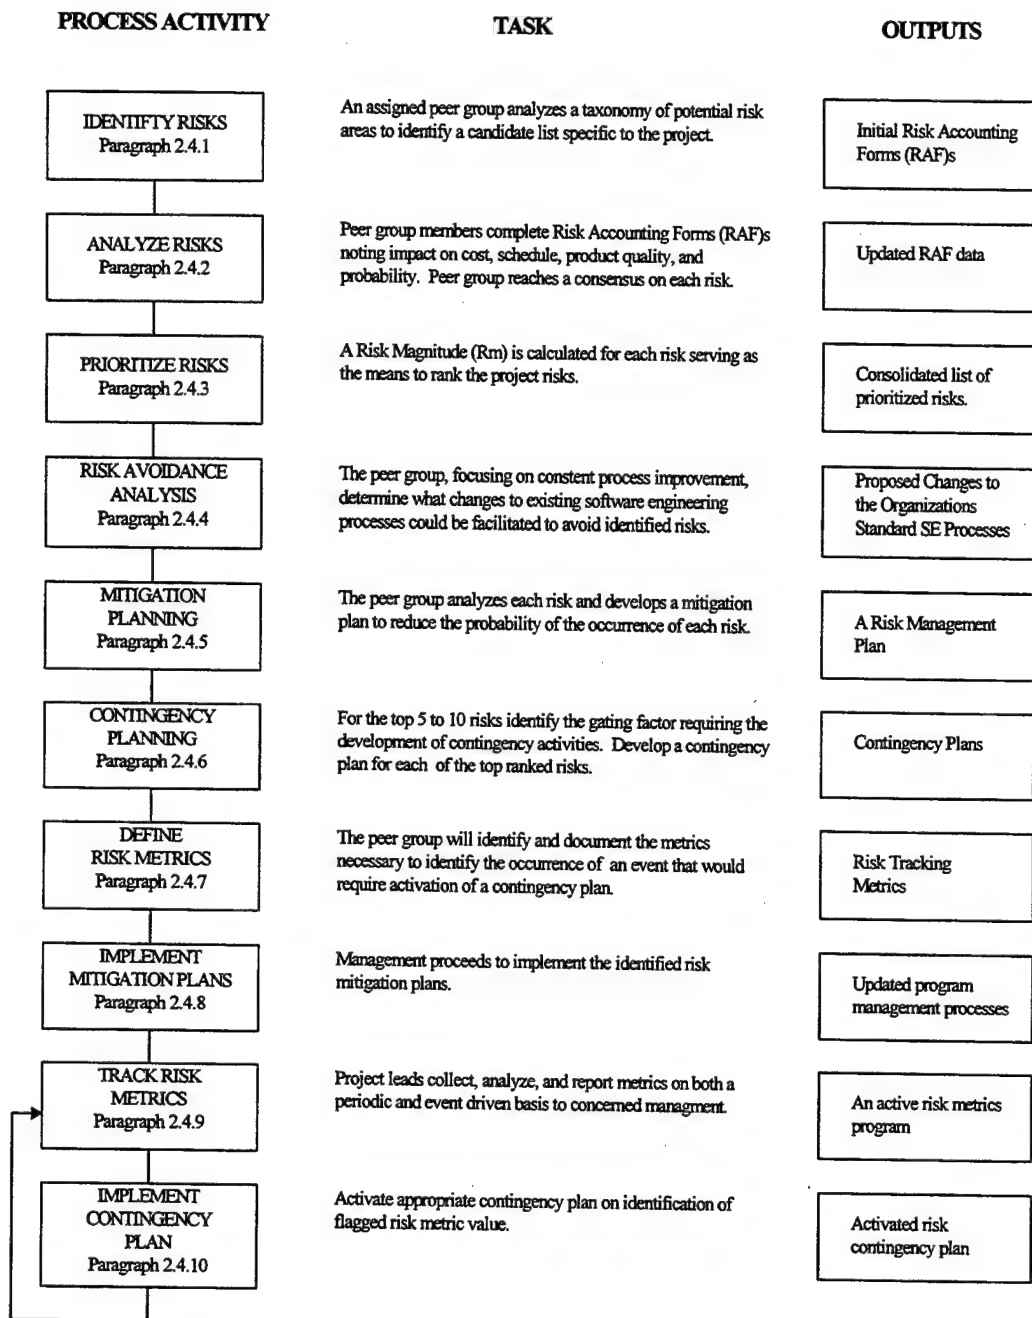 PROCESS ACTIVITY
TASK
OUTPUTS
IDENTIFTY RISKS
Paragraph 2.4.1
An assigned peer group analyzes a taxonomy of potential risk
areas to identify a candidate list specific to the project.
Initial Risk Accounting
Forms (RAF)s
ANALYZE RISKS
Paragraph 2.4.2
Peer group members complete Risk Accounting Forms (RAF)s
noting impact on cost, schedule, product quality, and
probability. Peer group reaches a consensus on each risk.
Updated RAF data
PRIORITIZE RISKS
Paragraph 2.4.3
A Risk Magnitude (Rm) is calculated for each risk serving as
the means to rank the project risks.
Consolidated list of
prioritized risks.
RISK AVOIDANCE
ANALYSIS
Paragraph 2.4.4
The peer group, focusing on constent process improvement,
determine what changes to existing software engineering
processes could be facilitated to avoid identified risks.
Proposed Changes to
the Organizations
Standard SE Processes
MITIGATION
PLANNING
Paragraph 2.4.5
The peer group analyzes each risk and develops a mitigation
plan to reduce the probability of the occurrence of each risk.
A Risk Management
Plan
CONTINGENCY
PLANNING
Paragraph 2.4.6
For the top 5 to 10 risks identify the gating factor requiring the
development of contingency activities. Develop a contingency
plan for each of the top ranked risks.
Contingency Plans
DEFINE
RISK METRICS
Paragraph 2.4.7
The peer group will identify and document the metrics
necessary to identify the occurrence of an event that would
require activation of a contingency plan.
Risk Tracking
Metrics
IMPLEMENT
MITIGATION PLANS
Paragraph 2.4.8
Management proceeds to implement the identified risk
mitigation plans.
Updated program
management processes
TRACK RISK
METRICS
Paragraph 2.4.9
Project leads collect, analyze, and report metrics on both a
periodic and event driven basis to concerned managment.
An active risk metrics
program
IMPLEMENT
CONTINGENCY
PLAN
Paragraph 2.4.10
Activate appropriate contingency plan on identification of
flagged risk metric value.
Activated risk
contingency plan